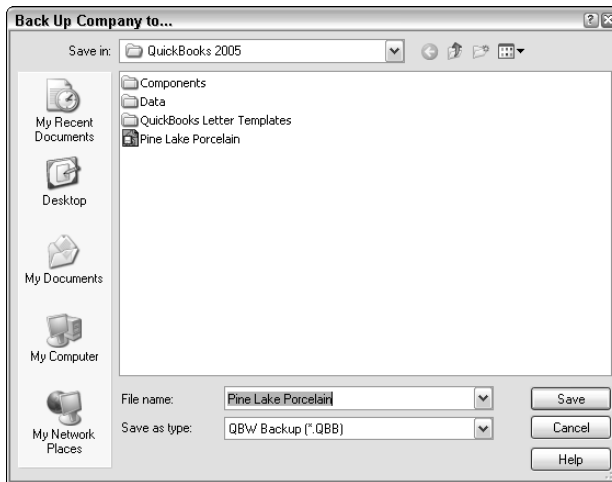 Back Up Company to...
Save in: QuickBooks 2005
Components
Data
QuickBooks Letter Templates
Pine Lake Porcelain
My Recent
Documents
Desktop
My Documents
My Computer
My Network
Places
File name: Pine Lake Porcelain Save
Save as type: QBW Backup (*.QBB) Cancel
Help